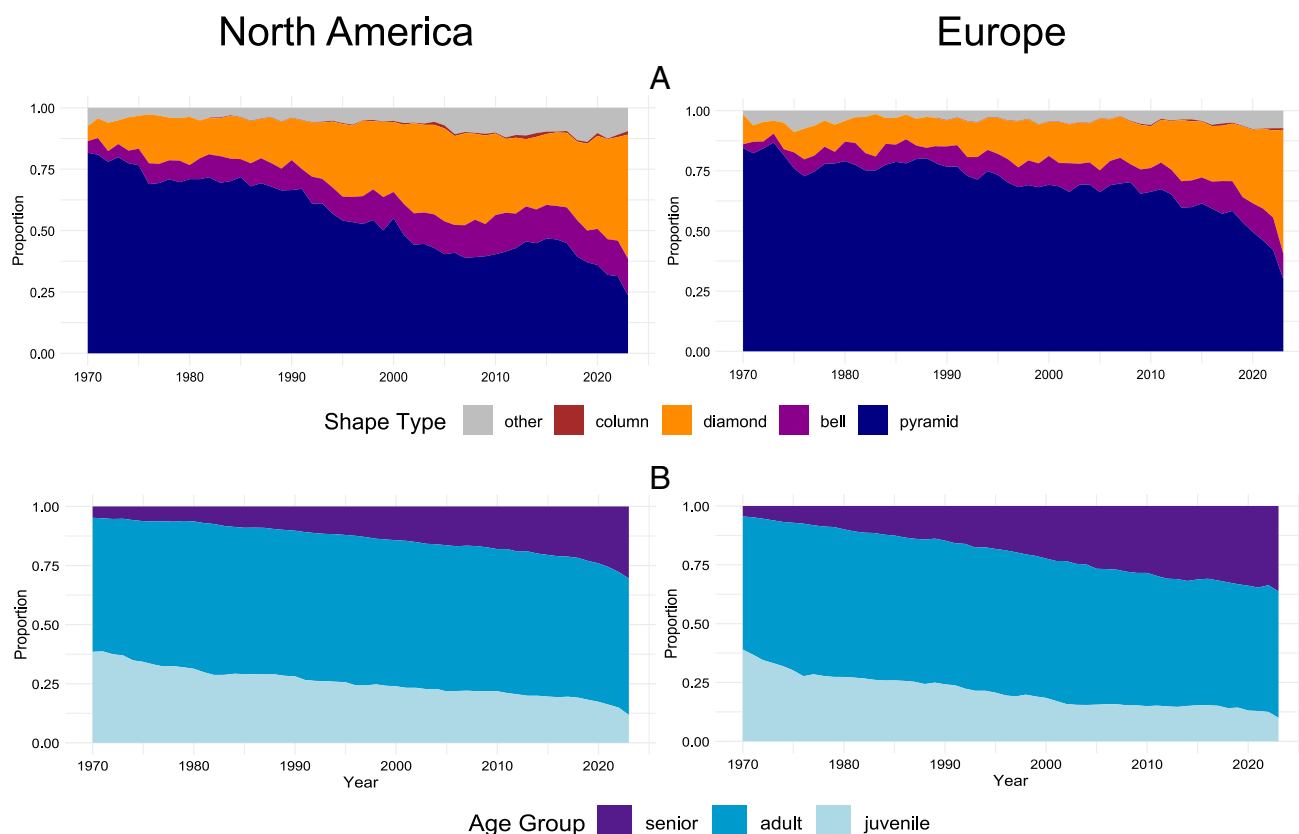 North America
Europe
A
1.00
0.75
0.50
0.25
0.00
Proportion
1970 1980 1990 2000 2010 2020
1.00
0.75
0.50
0.25
0.00
Proportion
1970 1980 1990 2000 2010 2020
Shape Type other column diamond bell pyramid
B
1.00
0.75
0.50
0.25
0.00
Proportion
1970 1980 1990 2000 2010 2020
Year
1.00
0.75
0.50
0.25
0.00
Proportion
1970 1980 1990 2000 2010 2020
Year
Age Group senior adult juvenile